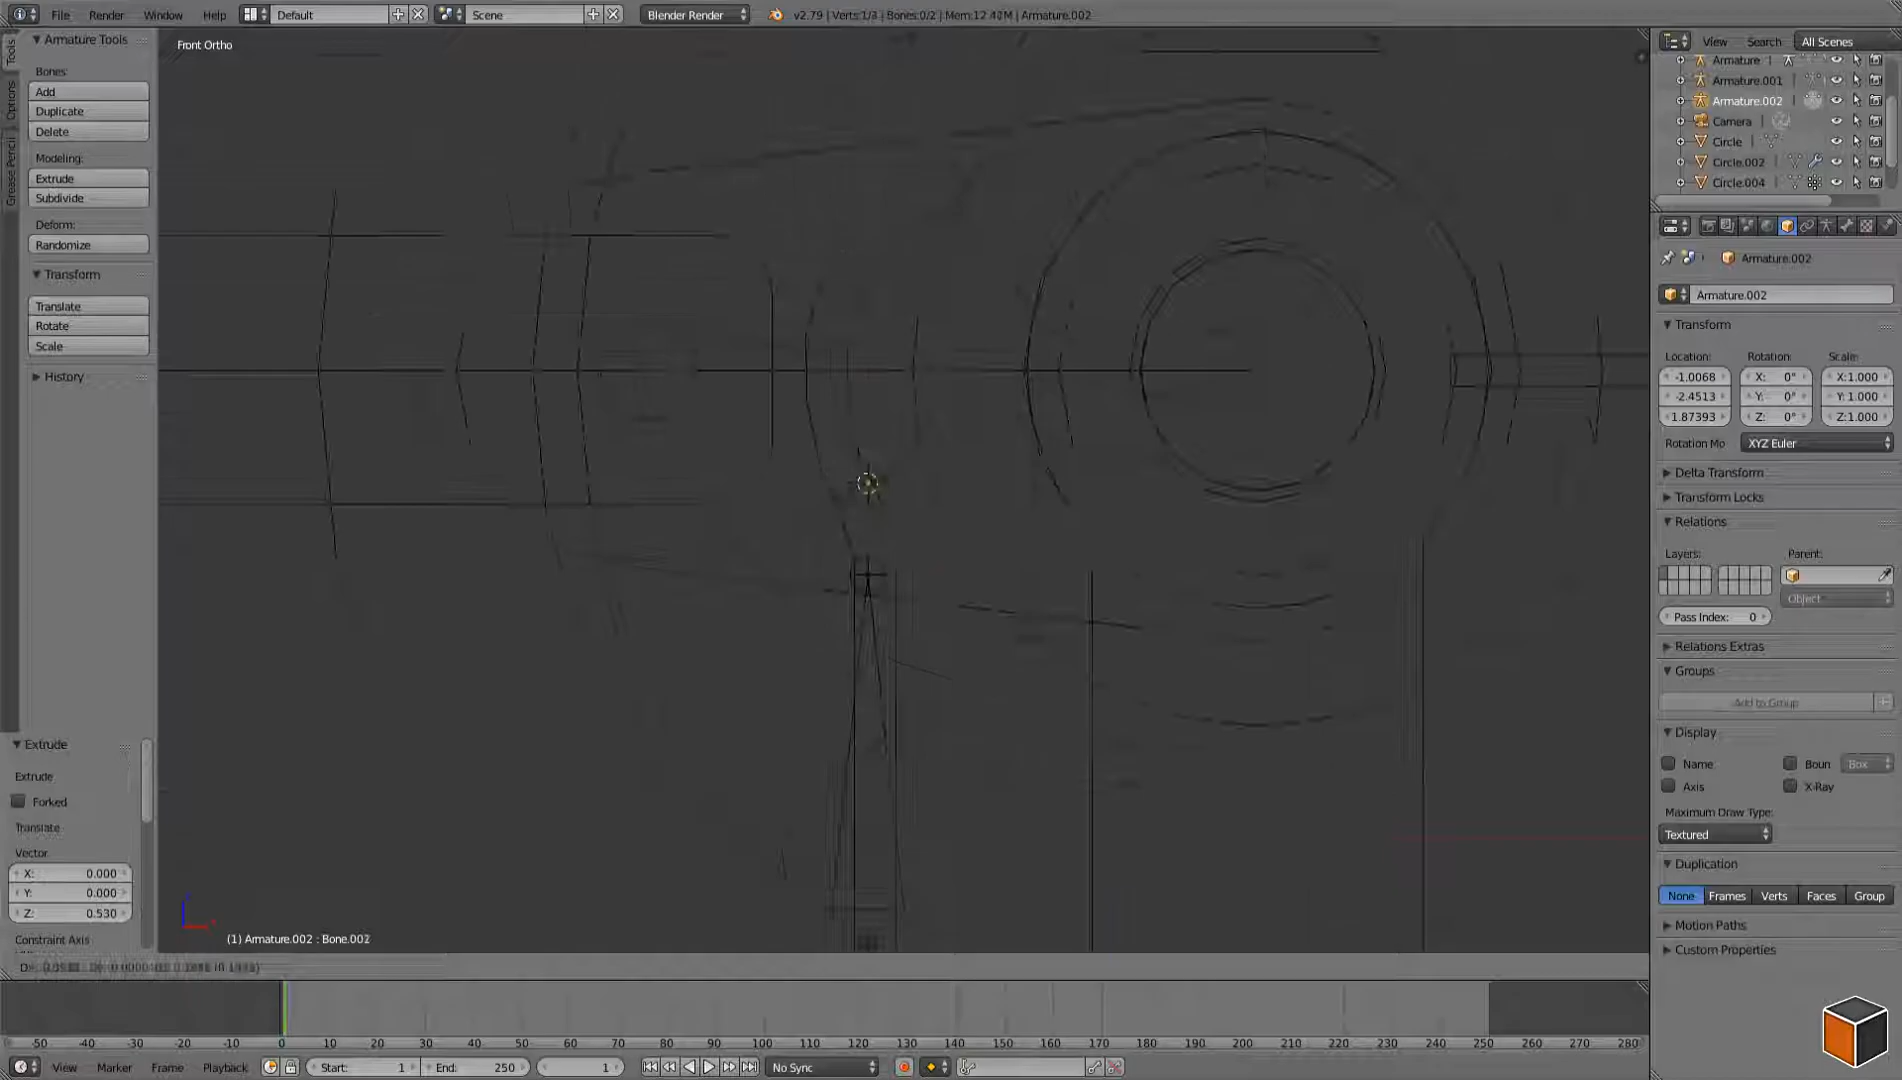 File Render Window Help Default Scene Blender Render v2.79 | Verts:1/3 | Bones:0/2 | Armature.002
Tools
Options
Grease Pencil
Armature Tools
Bones:
Add
Duplicate
Delete
Modeling:
Extrude
Subdivide
Deform:
Randomize
Transform
Translate
Rotate
Scale
History
Extrude
Extrude
Forked
Translate
Vector
X: 0.000
Y: 0.000
Z: 0.530
Constraint Axis
Front Ortho
(1) Armature.002 : Bone.002
View Search All Scenes
Armature
Armature.001
Armature.002
Camera
Circle
Circle.002
Circle.004
Armature.002
Armature.002
Transform
Location: Rotation: Scale:
-1.0068 X: 0° X:1.000
-2.4513 Y: 0° Y:1.000
1.87393 Z: 0° Z:1.000
Rotation Mo XYZ Euler
Delta Transform
Transform Locks
Relations
Layers: Parent:
Object
Pass Index: 0
Relations Extras
Groups
Add to Group
Display
Name Boun Box
Axis X-Ray
Maximum Draw Type:
Textured
Duplication
None Frames Verts Faces Group
Motion Paths
Custom Properties
-50 -40 -30 -20 -10 0 10 20 30 40 50 60 70 80 90 100 110 120 130 140 150 160 170 180 190 200 210 220 230 240 250 260 270 280
View Marker Frame Playback Start: 1 End: 250 1 No Sync